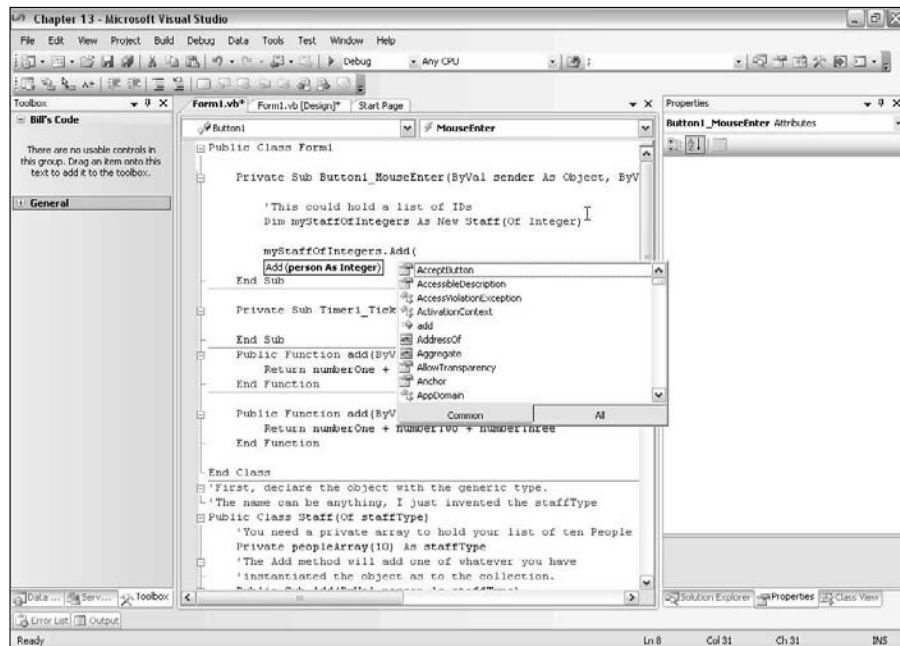 Chapter 13 - Microsoft Visual Studio
File Edit View Project Build Debug Data Tools Test Window Help
Debug Any CPU
Toolbox
Bill's Code
There are no usable controls in
this group. Drag an item onto this
text to add it to the toolbox.
General
Form1.vb* Form1.vb [Design]* Start Page
Button1 MouseEnter
Public Class Form1
Private Sub Button1_MouseEnter(ByVal sender As Object, ByV
'This could hold a list of IDs
Dim myStaffOfIntegers As New Staff(Of Integer)
myStaffOfIntegers.Add(
Add (person As Integer)
End Sub
Private Sub Timer1_Tick
End Sub
Public Function add(ByV
Return numberOne +
End Function
Public Function add(ByV
Return numberOne + numberTwo + numberThree
End Function
End Class
'First, declare the object with the generic type.
'The name can be anything, I just invented the staffType
Public Class Staff(Of staffType)
'You need a private array to hold your list of ten People
Private peopleArray(10) As staffType
'The Add method will add one of whatever you have
'instantiated the object as to the collection.
AcceptButton
AccessibleDescription
AccessViolationException
ActivationContext
add
AddressOf
Aggregate
AllowTransparency
Anchor
AppDomain
Common All
Properties
Button1_MouseEnter Attributes
Data ... Serv... Toolbox
Solution Explorer Properties Class View
Error List Output
Ready Ln 8 Col 31 Ch 31 INS